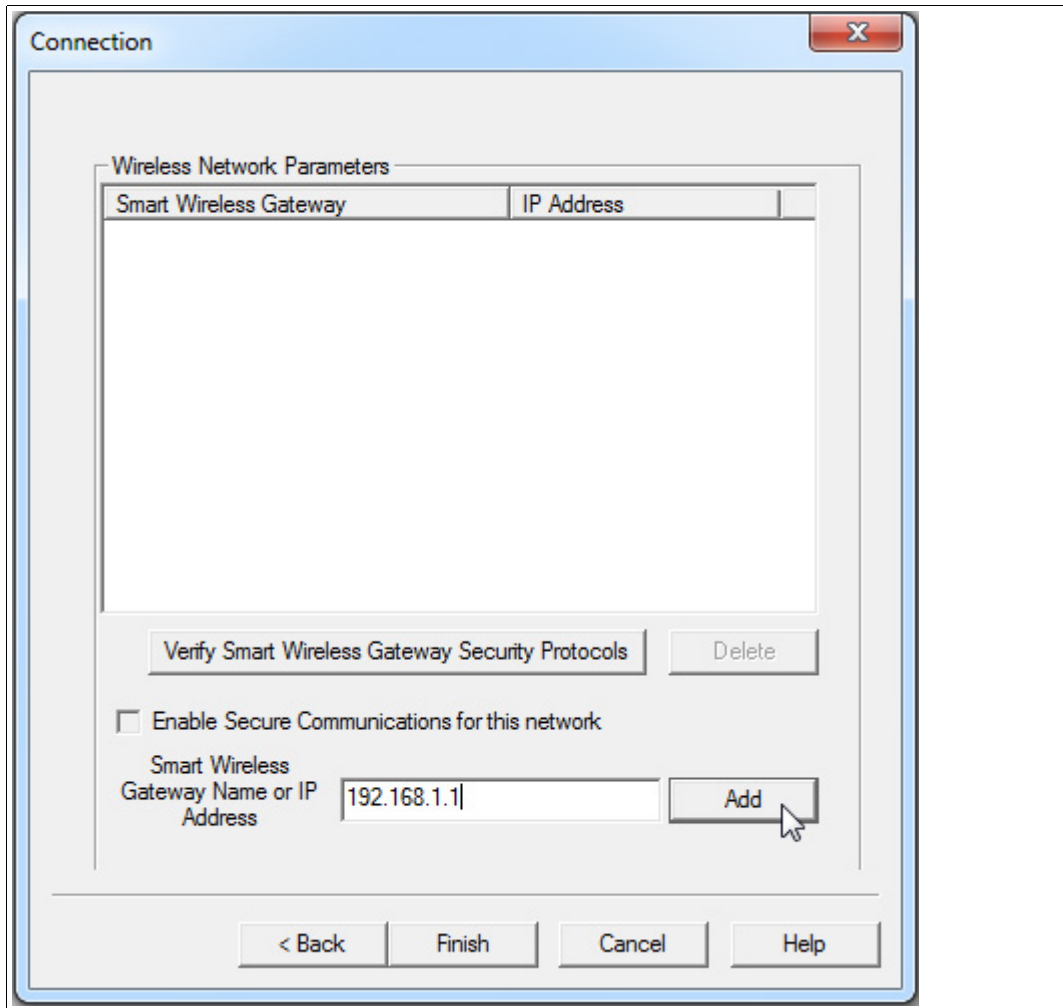 Connection
Wireless Network Parameters
Smart Wireless Gateway IP Address
Verify Smart Wireless Gateway Security Protocols Delete
Enable Secure Communications for this network
Smart Wireless
Gateway Name or IP
Address
192.168.1.1
Add
< Back Finish Cancel Help